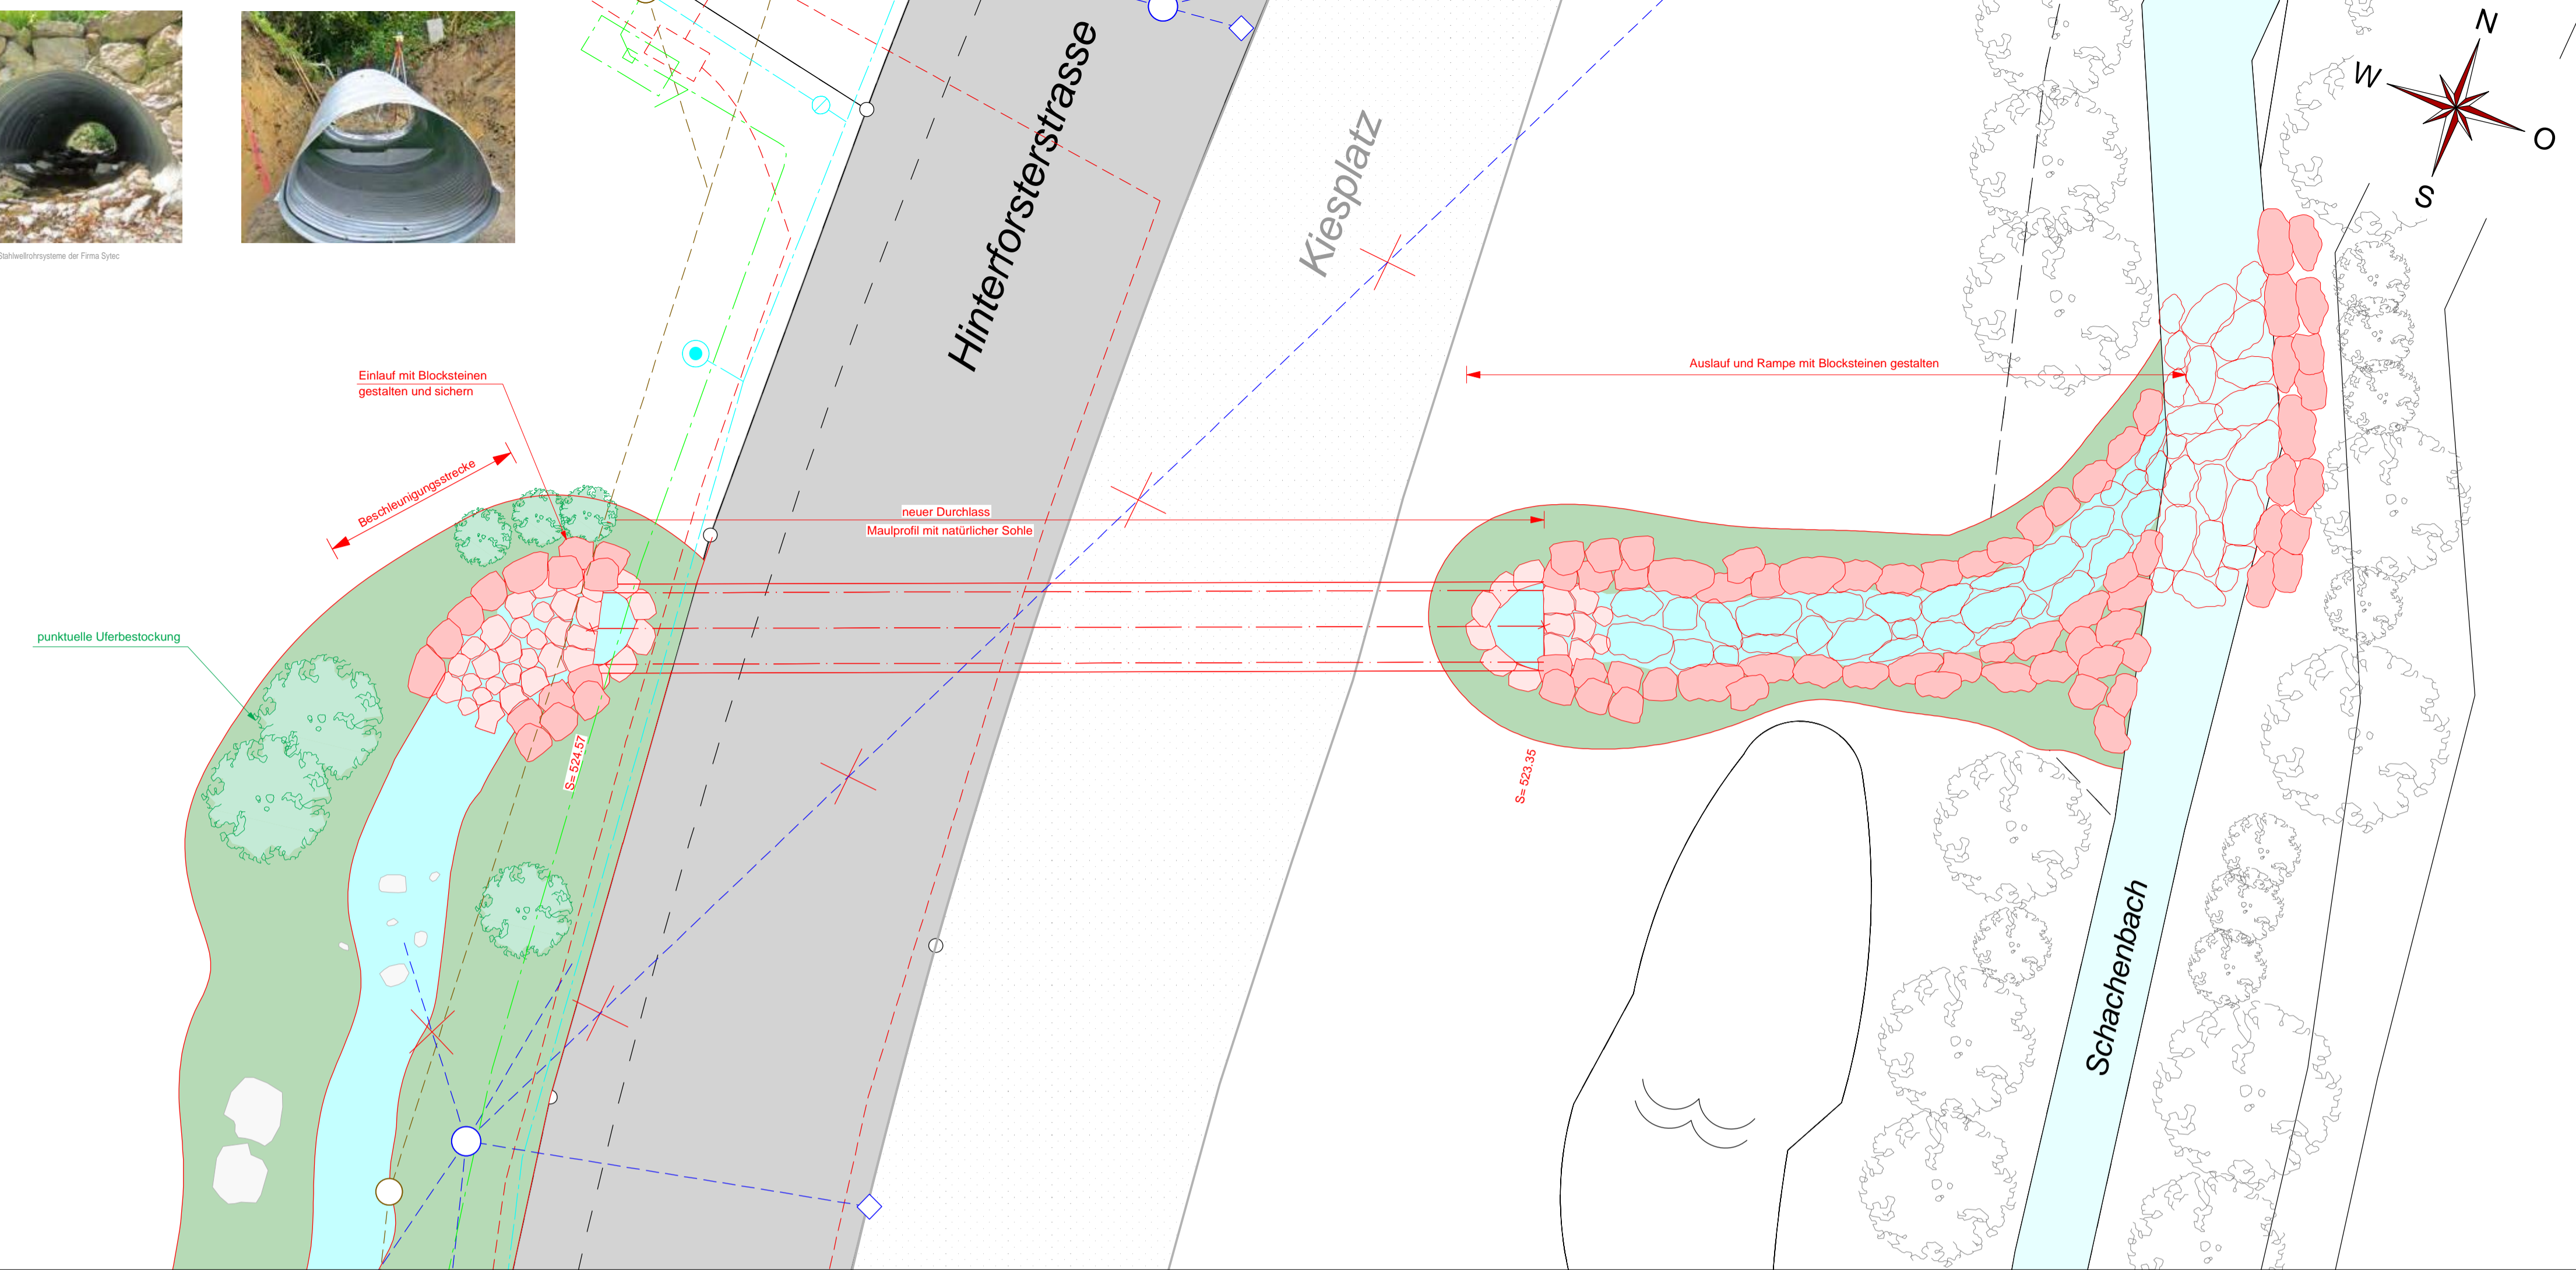 Stahlwellrohrsysteme der Firma Sytec
Hinterforsterstrasse
Kiesplatz
N
W
O
S
Einlauf mit Blocksteinen
gestalten und sichern
Auslauf und Rampe mit Blocksteinen gestalten
Beschleunigungsstrecke
neuer Durchlass
Maulprofil mit natürlicher Sohle
punktuelle Uferbestockung
S= 524.57
S= 523.35
Schachenbach